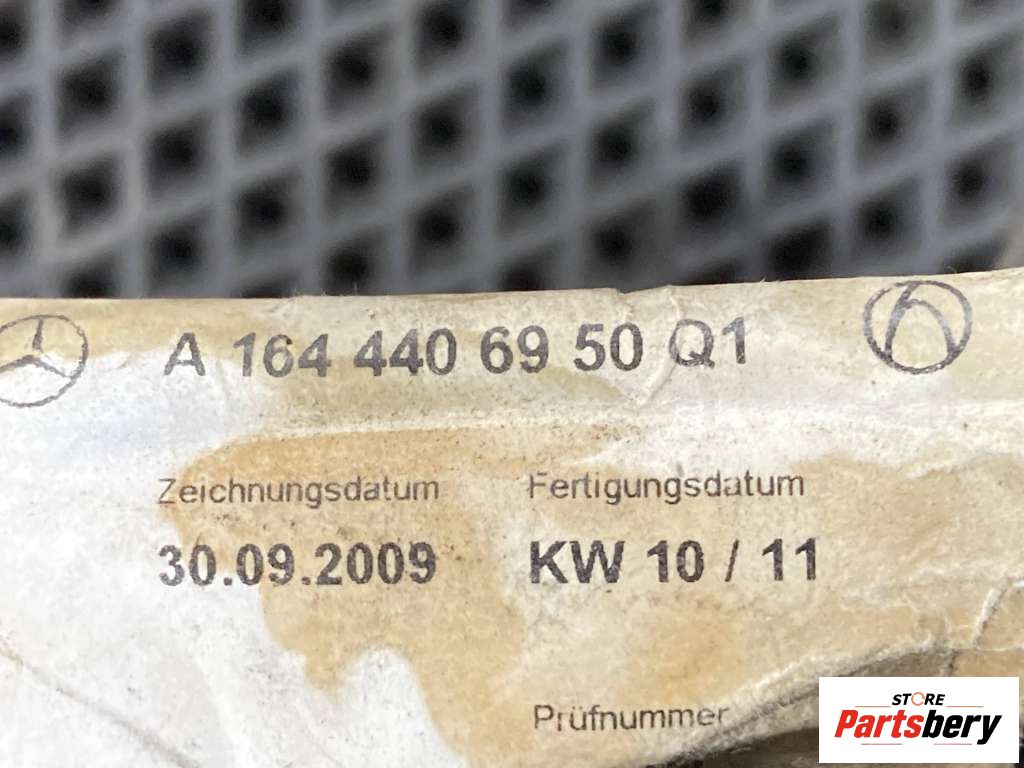 A 164 440 69 50 Q1
Zeichnungsdatum Fertigungsdatum
30.09.2009 KW 10 / 11
Prüfnummer
STORE
Partsbery